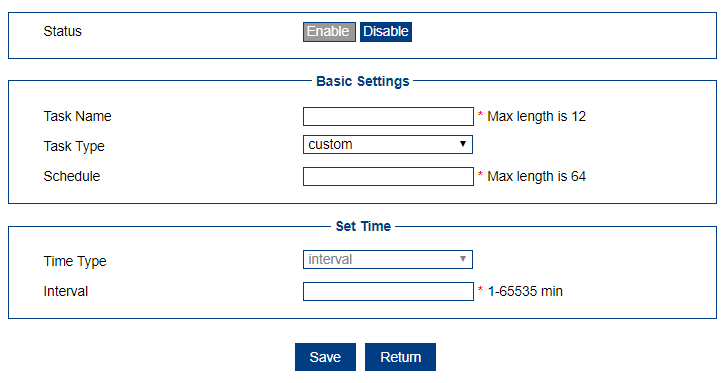 Status Enable Disable
Basic Settings
Task Name * Max length is 12
Task Type custom
Schedule * Max length is 64
Set Time
Time Type interval
Interval * 1-65535 min
Save Return